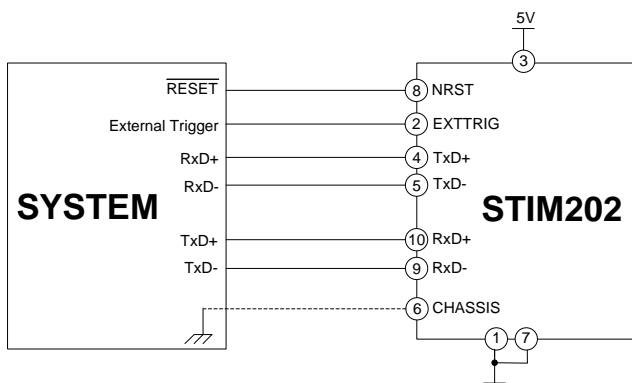 5V
3
RESET
8 NRST
External Trigger
2 EXTTRIG
RxD+
4 TxD+
RxD-
5 TxD-
SYSTEM
STIM202
TxD+
10 RxD+
TxD-
9 RxD-
6 CHASSIS
1 7